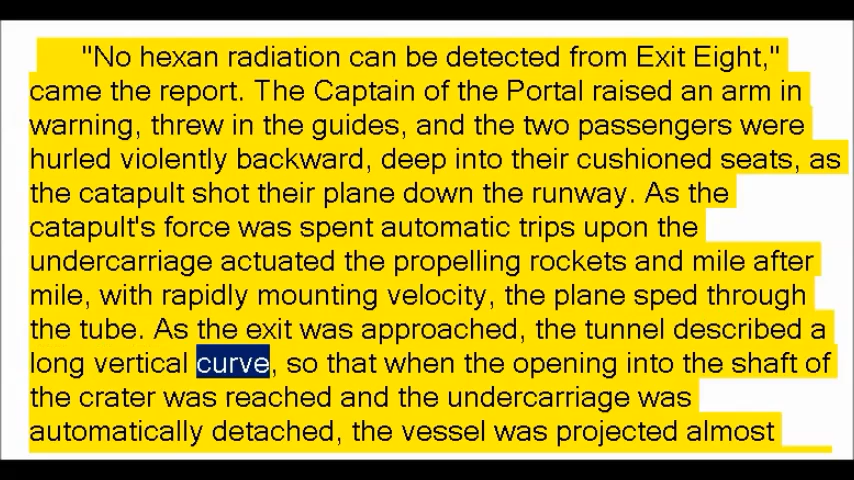 "No hexan radiation can be detected from Exit Eight,"
came the report. The Captain of the Portal raised an arm in
warning, threw in the guides, and the two passengers were
hurled violently backward, deep into their cushioned seats, as
the catapult shot their plane down the runway. As the
catapult's force was spent automatic trips upon the
undercarriage actuated the propelling rockets and mile after
mile, with rapidly mounting velocity, the plane sped through
the tube. As the exit was approached, the tunnel described a
long vertical curve, so that when the opening into the shaft of
the crater was reached and the undercarriage was
automatically detached, the vessel was projected almost